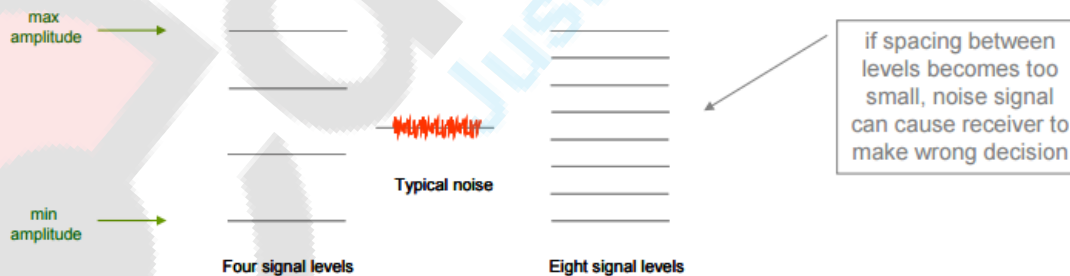 max
amplitude
min
amplitude
Four signal levels
Typical noise
Eight signal levels
if spacing between
levels becomes too
small, noise signal
can cause receiver to
make wrong decision
Jus